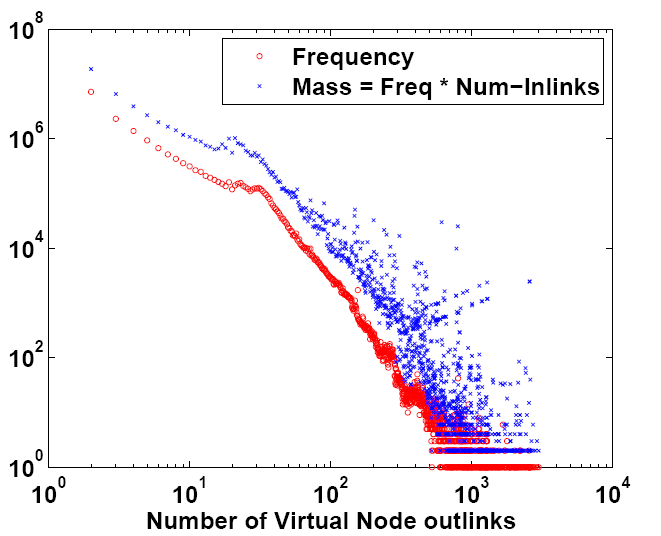 10^8
Frequency
Mass = Freq * Num−Inlinks
10^6
10^4
10^2
10^0
10^0 10^1 10^2 10^3 10^4
Number of Virtual Node outlinks